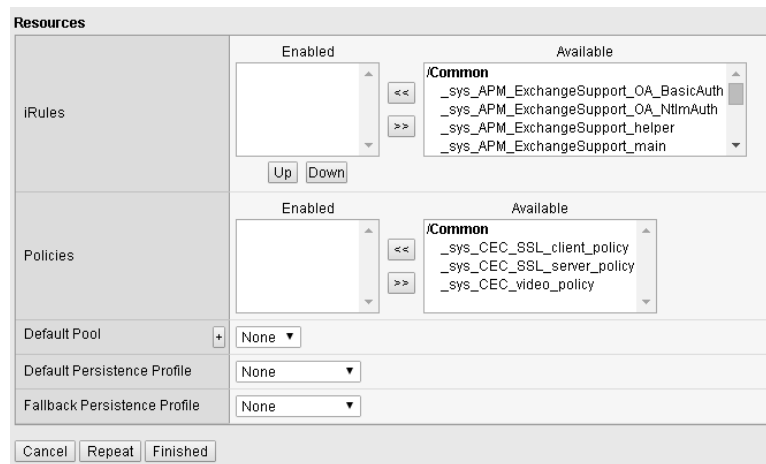 Resources
Enabled
Available
iRules
/Common
_sys_APM_ExchangeSupport_OA_BasicAuth
_sys_APM_ExchangeSupport_OA_NtlmAuth
_sys_APM_ExchangeSupport_helper
_sys_APM_ExchangeSupport_main
<<
>>
Up Down
Enabled
Available
Policies
/Common
_sys_CEC_SSL_client_policy
_sys_CEC_SSL_server_policy
_sys_CEC_video_policy
<<
>>
Default Pool + None
Default Persistence Profile None
Fallback Persistence Profile None
Cancel Repeat Finished